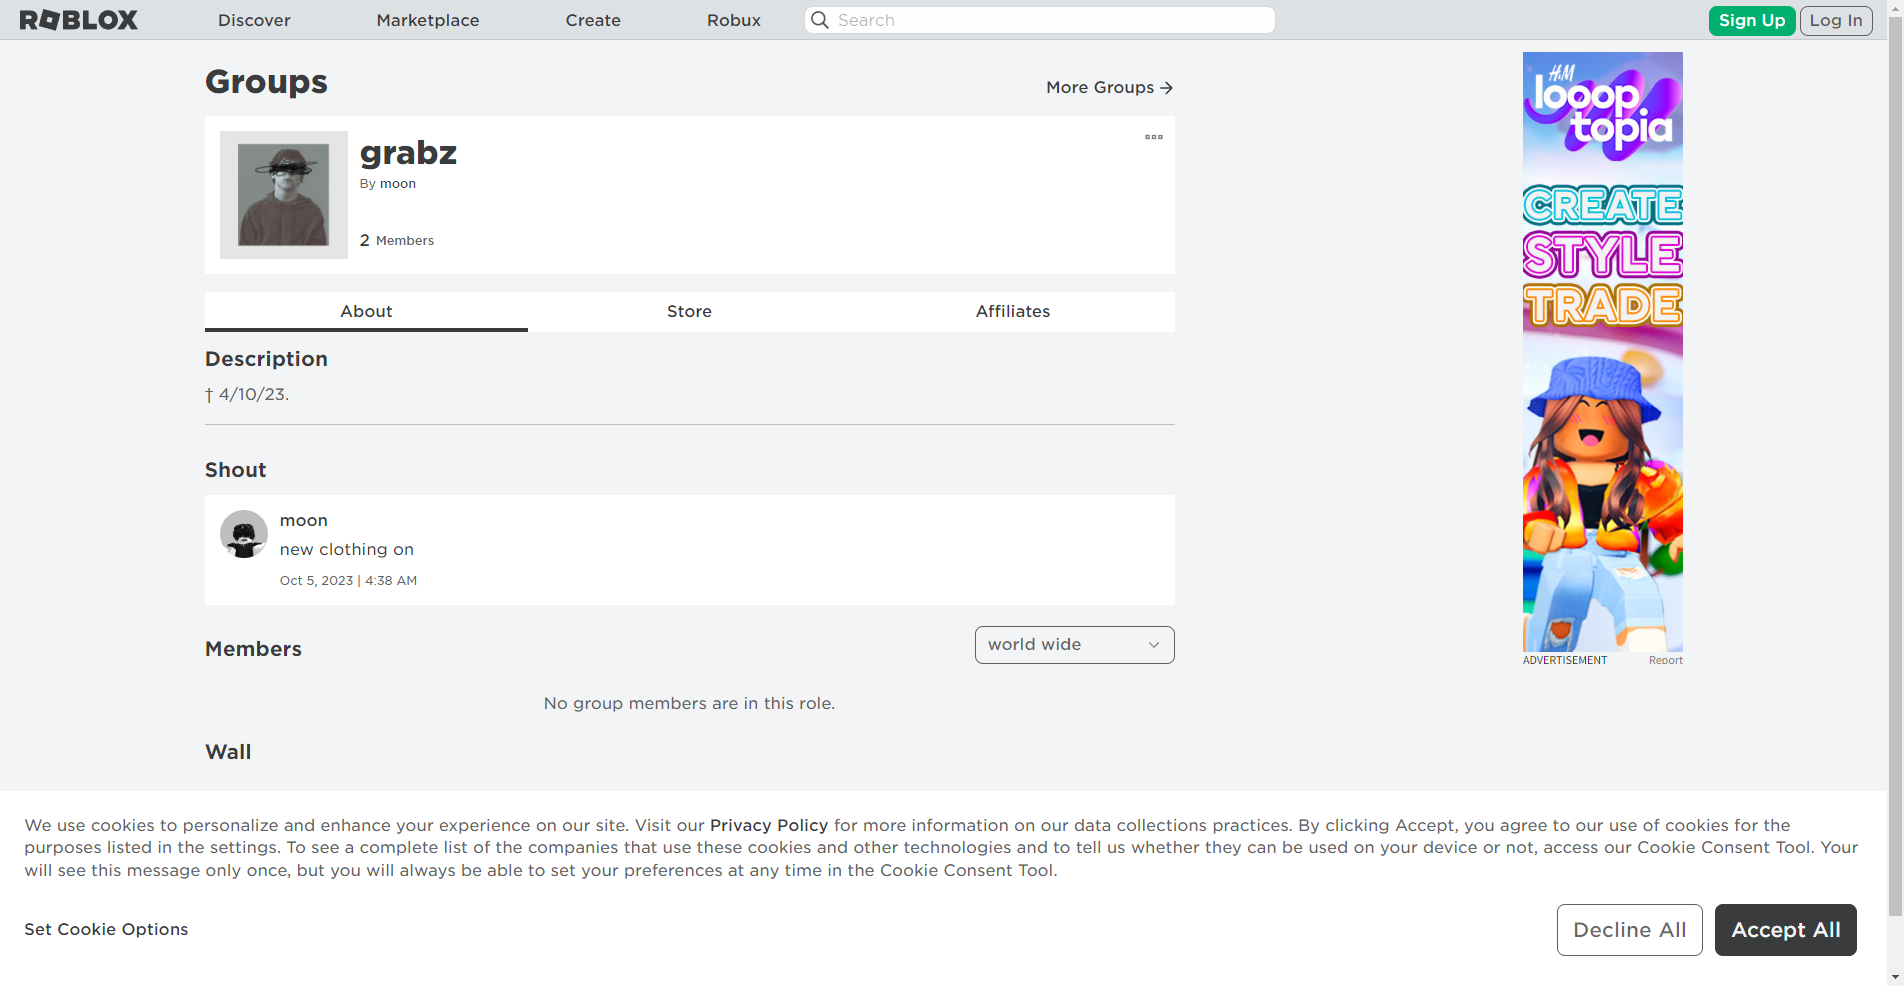 ROBLOX
Discover
Marketplace
Create
Robux
Search
Sign Up
Log In
Groups
More Groups →
grabz
By moon
2 Members
About
Store
Affiliates
Description
† 4/10/23.
Shout
moon
new clothing on
Oct 5, 2023 | 4:38 AM
Members
world wide
No group members are in this role.
Wall
H&M
looop
topia
CREATE
STYLE
TRADE
ADVERTISEMENT
Report
We use cookies to personalize and enhance your experience on our site. Visit our Privacy Policy for more information on our data collections practices. By clicking Accept, you agree to our use of cookies for the
purposes listed in the settings. To see a complete list of the companies that use these cookies and other technologies and to tell us whether they can be used on your device or not, access our Cookie Consent Tool. Your
will see this message only once, but you will always be able to set your preferences at any time in the Cookie Consent Tool.
Set Cookie Options
Decline All
Accept All